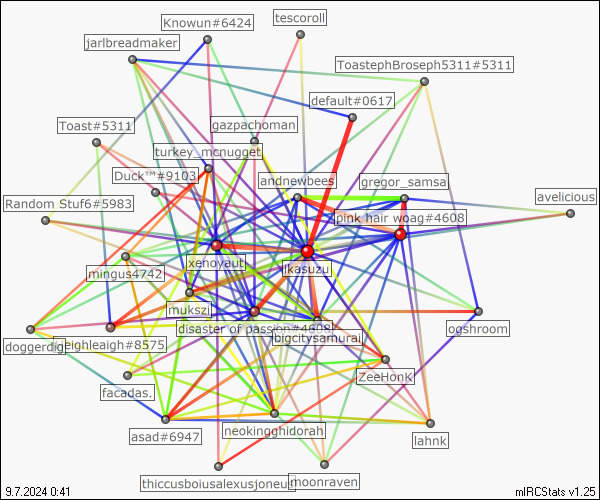 tescoroll
Knowun#6424
jarlbreadmaker
ToastephBroseph5311#5311
default#0617
Toast#5311
gazpachoman
turkey_mcnugget
Duck™#9103
andnewbees
gregor_samsa
Random Stuf6#5983
avelicious
pink hair woag#4608
xenoyaut
ikasuzu
mingus4742
mukszi
disaster of passion#4608
ogshroom
bigcitysamurai
doggerdig
leighleaigh#8575
ZeeHonK
facadas.
neokingghidorah
asad#6947
lahnk
thiccusboiusalexusjoneu
moonraven
9.7.2024 0:41
mIRCStats v1.25